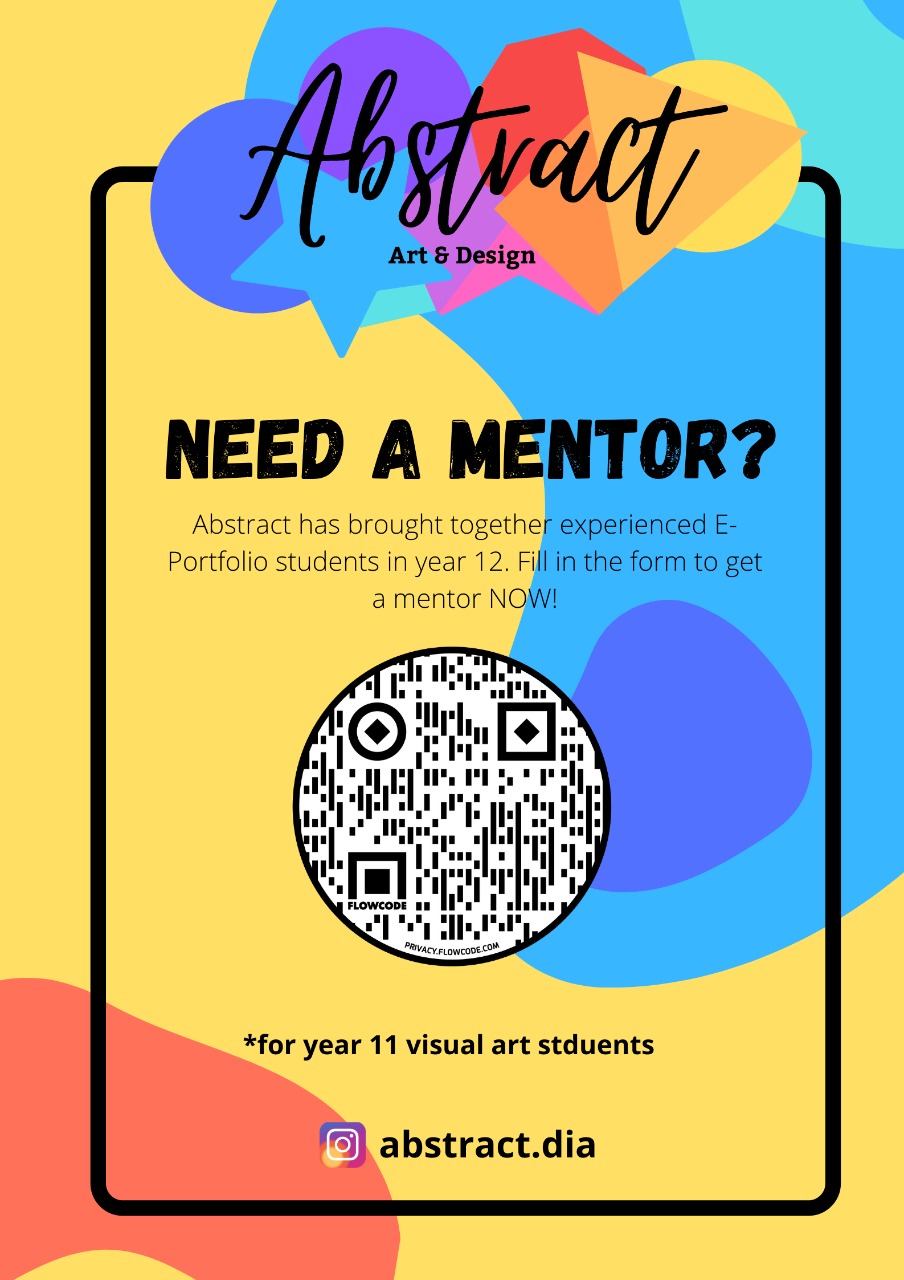 Abstract
Art & Design
NEED A MENTOR?
Abstract has brought together experienced E-
Portfolio students in year 12. Fill in the form to get
a mentor NOW!
FLOWCODE
PRIVACY.FLOWCODE.COM
*for year 11 visual art stduents
abstract.dia